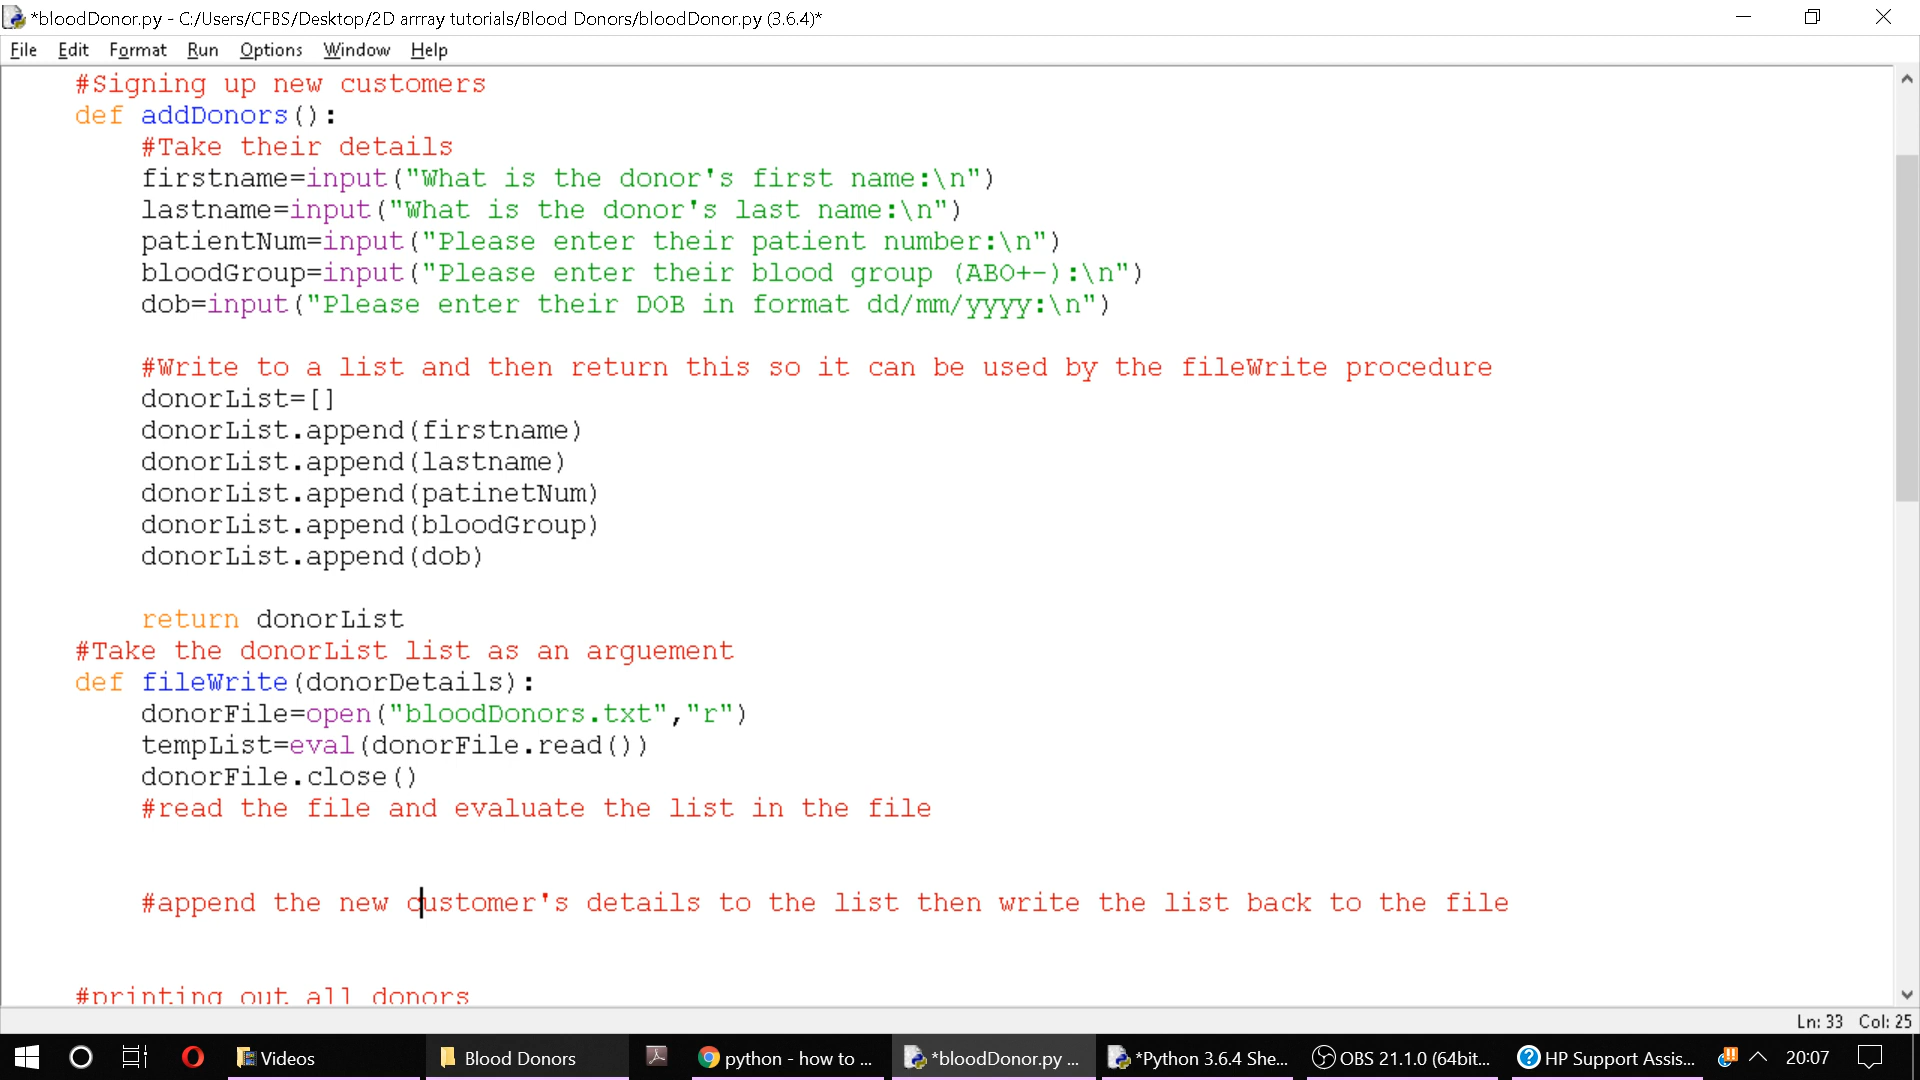 *bloodDonor.py - C:/Users/CFBS/Desktop/2D arrray tutorials/Blood Donors/bloodDonor.py (3.6.4)*
File Edit Format Run Options Window Help
#Signing up new customers
def addDonors():
#Take their details
firstname=input("What is the donor's first name:\n")
lastname=input("What is the donor's last name:\n")
patientNum=input("Please enter their patient number:\n")
bloodGroup=input("Please enter their blood group (ABO+-):\n")
dob=input("Please enter their DOB in format dd/mm/yyyy:\n")
#Write to a list and then return this so it can be used by the fileWrite procedure
donorList=[]
donorList.append(firstname)
donorList.append(lastname)
donorList.append(patinetNum)
donorList.append(bloodGroup)
donorList.append(dob)
return donorList
#Take the donorList list as an arguement
def fileWrite(donorDetails):
donorFile=open("bloodDonors.txt","r")
tempList=eval(donorFile.read())
donorFile.close()
#read the file and evaluate the list in the file
#append the new customer's details to the list then write the list back to the file
#printing out all donors
Ln: 33 Col: 25
Videos Blood Donors python - how to ... *bloodDonor.py ... *Python 3.6.4 She... OBS 21.1.0 (64bit... HP Support Assis... 20:07